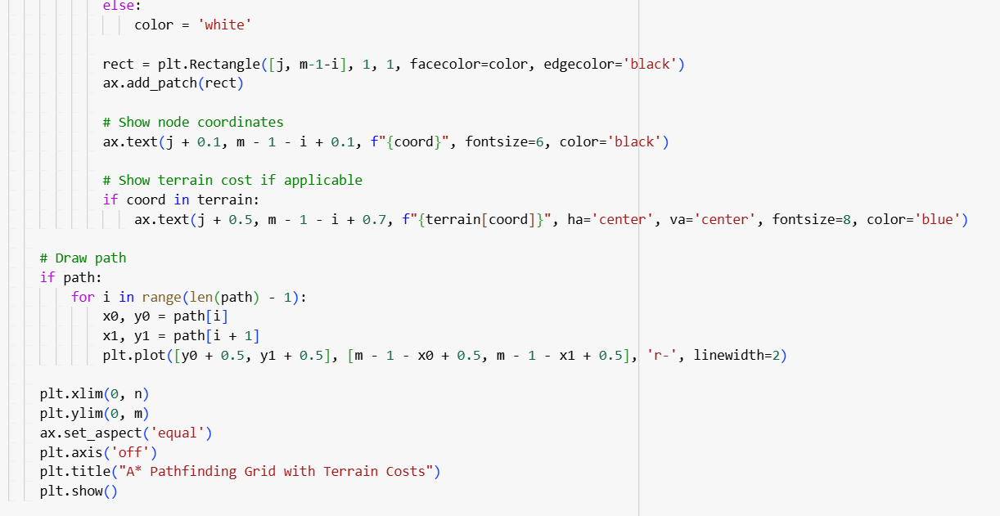 else:
color = 'white'
rect = plt.Rectangle([j, m-1-i], 1, 1, facecolor=color, edgecolor='black')
ax.add_patch(rect)
# Show node coordinates
ax.text(j + 0.1, m - 1 - i + 0.1, f"{coord}", fontsize=6, color='black')
# Show terrain cost if applicable
if coord in terrain:
ax.text(j + 0.5, m - 1 - i + 0.7, f"{terrain[coord]}", ha='center', va='center', fontsize=8, color='blue')
# Draw path
if path:
for i in range(len(path) - 1):
x0, y0 = path[i]
x1, y1 = path[i + 1]
plt.plot([y0 + 0.5, y1 + 0.5], [m - 1 - x0 + 0.5, m - 1 - x1 + 0.5], 'r-', linewidth=2)
plt.xlim(0, n)
plt.ylim(0, m)
ax.set_aspect('equal')
plt.axis('off')
plt.title("A* Pathfinding Grid with Terrain Costs")
plt.show()